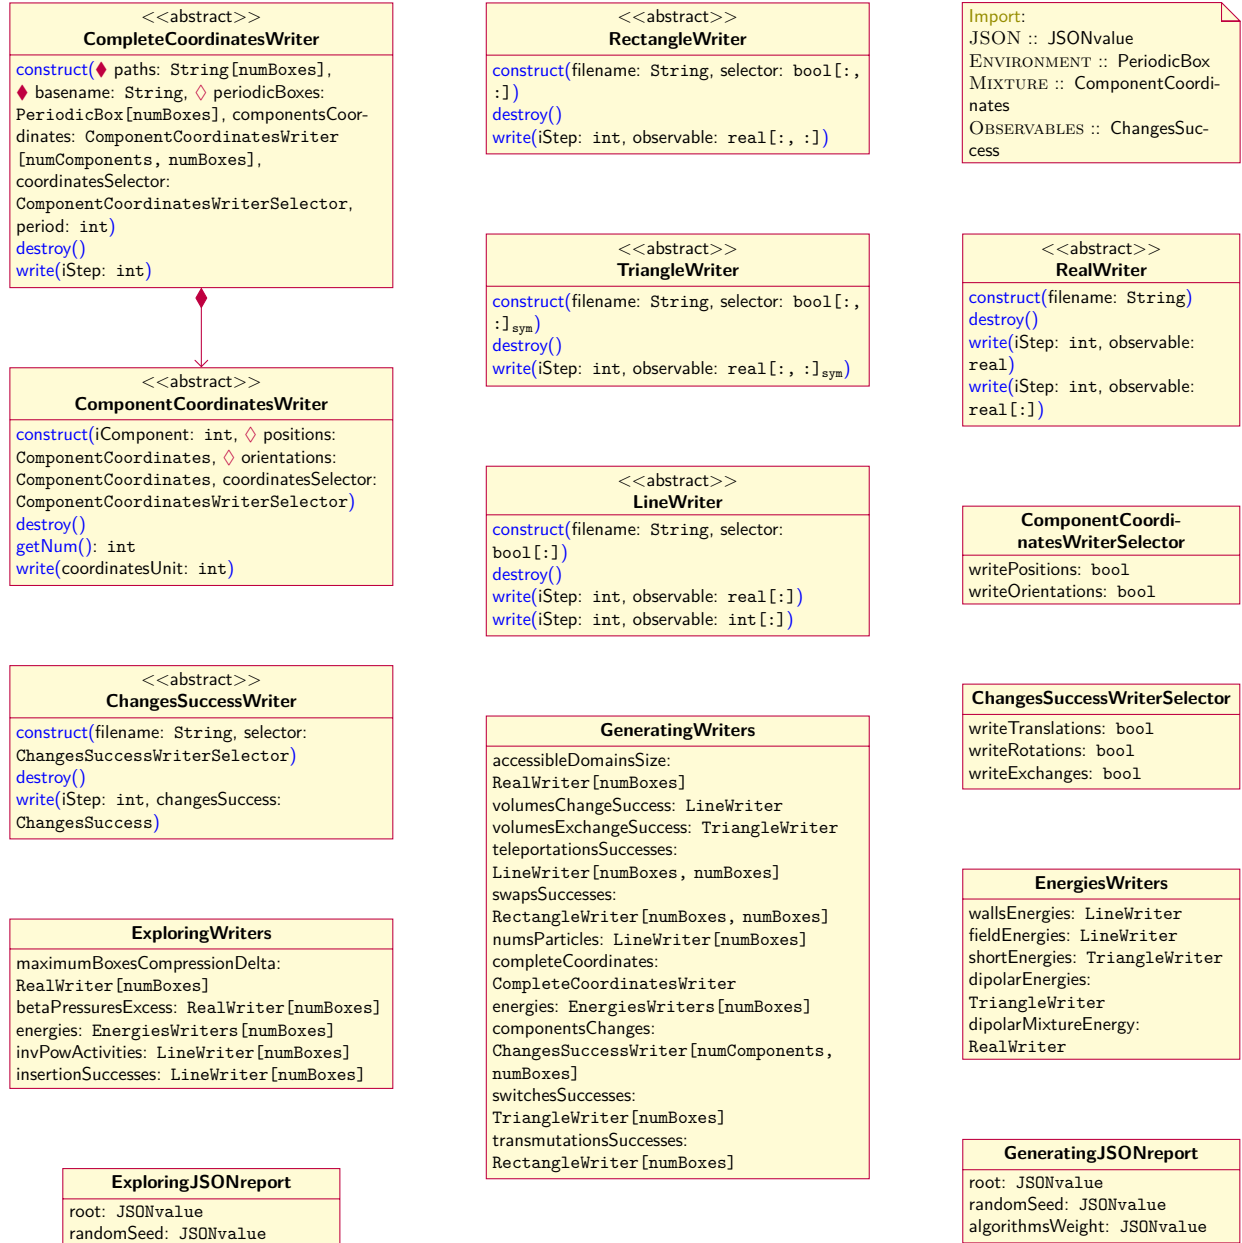 <<abstract>>
CompleteCoordinatesWriter
construct(♦ paths: String[numBoxes],
♦ basename: String, ♢ periodicBoxes:
PeriodicBox[numBoxes], componentsCoor-
dinates: ComponentCoordinatesWriter
[numComponents, numBoxes],
coordinatesSelector:
ComponentCoordinatesWriterSelector,
period: int)
destroy()
write(iStep: int)
<<abstract>>
ComponentCoordinatesWriter
construct(iComponent: int, ♢ positions:
ComponentCoordinates, ♢ orientations:
ComponentCoordinates, coordinatesSelector:
ComponentCoordinatesWriterSelector)
destroy()
getNum(): int
write(coordinatesUnit: int)
<<abstract>>
ChangesSuccessWriter
construct(filename: String, selector:
ChangesSuccessWriterSelector)
destroy()
write(iStep: int, changesSuccess:
ChangesSuccess)
ExploringWriters
maximumBoxesCompressionDelta:
RealWriter[numBoxes]
betaPressuresExcess: RealWriter[numBoxes]
energies: EnergiesWriters[numBoxes]
invPowActivities: LineWriter[numBoxes]
insertionSuccesses: LineWriter[numBoxes]
ExploringJSONreport
root: JSONvalue
randomSeed: JSONvalue
<<abstract>>
RectangleWriter
construct(filename: String, selector: bool[:,
:])
destroy()
write(iStep: int, observable: real[:, :])
<<abstract>>
TriangleWriter
construct(filename: String, selector: bool[:,
:]sym)
destroy()
write(iStep: int, observable: real[:, :]sym)
<<abstract>>
LineWriter
construct(filename: String, selector:
bool[:])
destroy()
write(iStep: int, observable: real[:])
write(iStep: int, observable: int[:])
GeneratingWriters
accessibleDomainsSize:
RealWriter[numBoxes]
volumesChangeSuccess: LineWriter
volumesExchangeSuccess: TriangleWriter
teleportationsSuccesses:
LineWriter[numBoxes, numBoxes]
swapsSuccesses:
RectangleWriter[numBoxes, numBoxes]
numsParticles: LineWriter[numBoxes]
completeCoordinates:
CompleteCoordinatesWriter
energies: EnergiesWriters[numBoxes]
componentsChanges:
ChangesSuccessWriter[numComponents,
numBoxes]
switchesSuccesses:
TriangleWriter[numBoxes]
transmutationsSuccesses:
RectangleWriter[numBoxes]
Import:
JSON :: JSONvalue
ENVIRONMENT :: PeriodicBox
MIXTURE :: ComponentCoordi-
nates
OBSERVABLES :: ChangesSuc-
cess
<<abstract>>
RealWriter
construct(filename: String)
destroy()
write(iStep: int, observable:
real)
write(iStep: int, observable:
real[:])
ComponentCoordi-
natesWriterSelector
writePositions: bool
writeOrientations: bool
ChangesSuccessWriterSelector
writeTranslations: bool
writeRotations: bool
writeExchanges: bool
EnergiesWriters
wallsEnergies: LineWriter
fieldEnergies: LineWriter
shortEnergies: TriangleWriter
dipolarEnergies:
TriangleWriter
dipolarMixtureEnergy:
RealWriter
GeneratingJSONreport
root: JSONvalue
randomSeed: JSONvalue
algorithmsWeight: JSONvalue